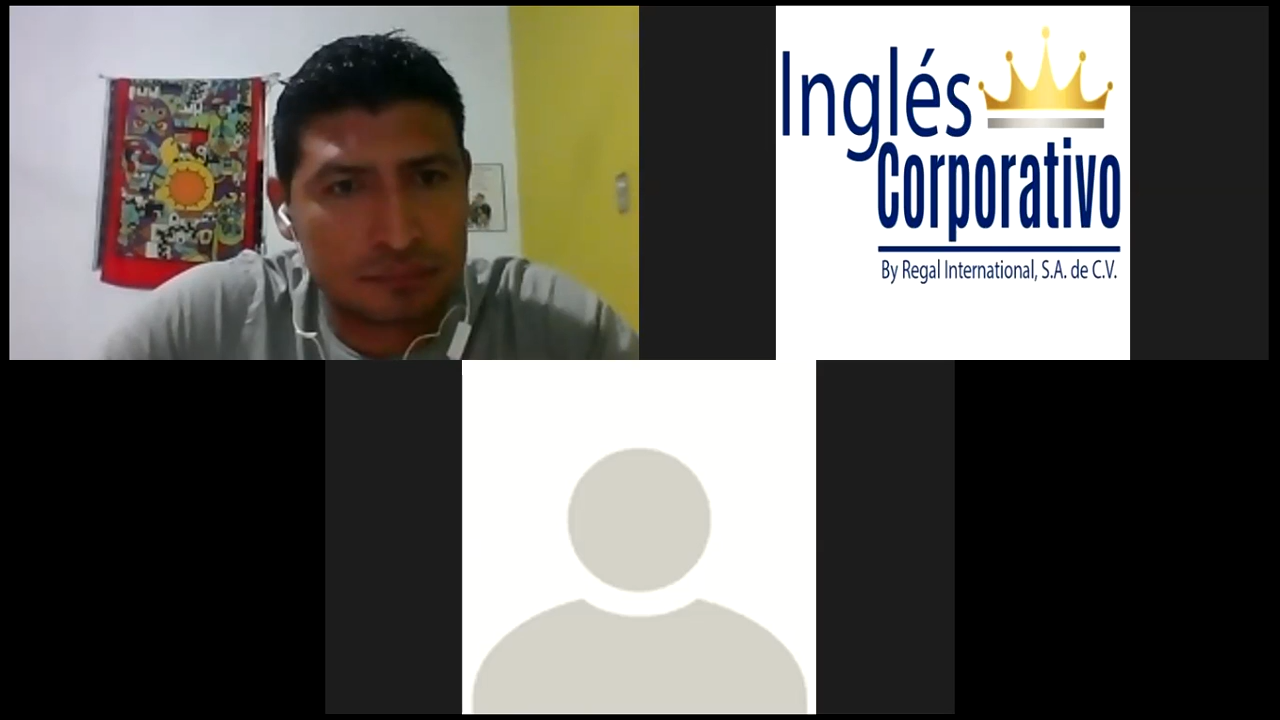 Inglés
Corporativo
By Regal International, S.A. de C.V.